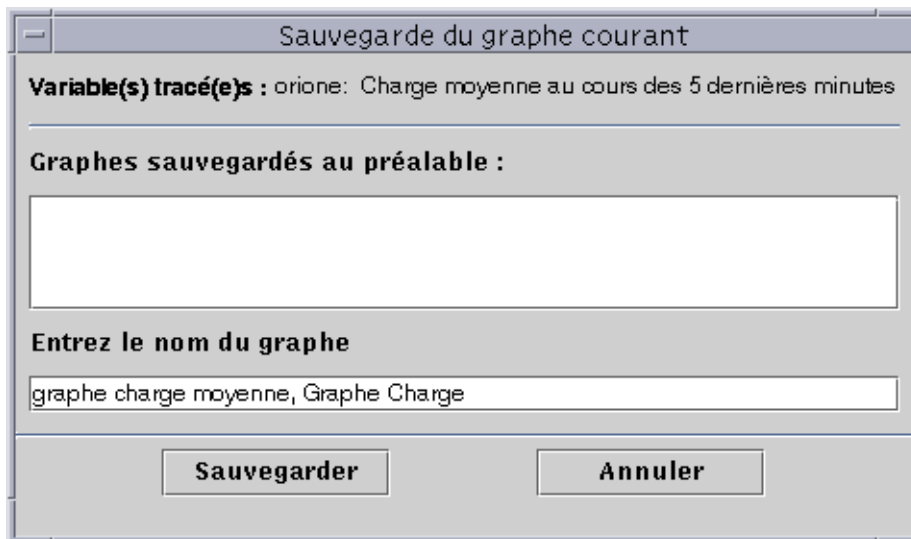 Sauvegarde du graphe courant
Variable(s) tracé(e)s : orione: Charge moyenne au cours des 5 dernières minutes
Graphes sauvegardés au préalable :
Entrez le nom du graphe
graphe charge moyenne, Graphe Charge
Sauvegarder Annuler